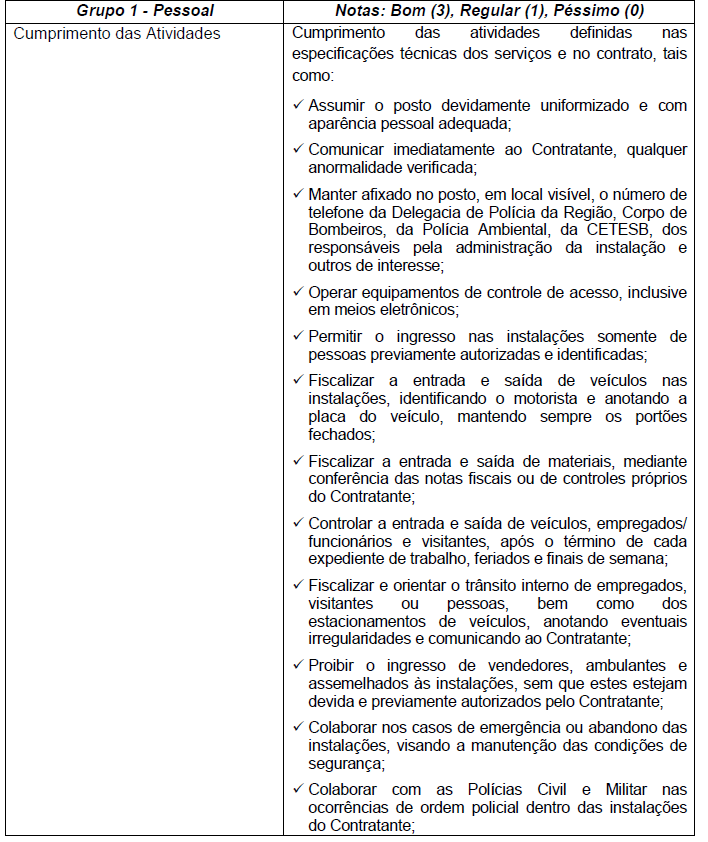 Grupo 1 - Pessoal
Notas: Bom (3), Regular (1), Péssimo (0)
Cumprimento das Atividades
Cumprimento das atividades definidas nas
especificações técnicas dos serviços e no contrato, tais
como:
✓ Assumir o posto devidamente uniformizado e com
aparência pessoal adequada;
✓ Comunicar imediatamente ao Contratante, qualquer
anormalidade verificada;
✓ Manter afixado no posto, em local visível, o número de
telefone da Delegacia de Polícia da Região, Corpo de
Bombeiros, da Polícia Ambiental, da CETESB, dos
responsáveis pela administração da instalação e
outros de interesse;
✓ Operar equipamentos de controle de acesso, inclusive
em meios eletrônicos;
✓ Permitir o ingresso nas instalações somente de
pessoas previamente autorizadas e identificadas;
✓ Fiscalizar a entrada e saída de veículos nas
instalações, identificando o motorista e anotando a
placa do veículo, mantendo sempre os portões
fechados;
✓ Fiscalizar a entrada e saída de materiais, mediante
conferência das notas fiscais ou de controles próprios
do Contratante;
✓ Controlar a entrada e saída de veículos, empregados/
funcionários e visitantes, após o término de cada
expediente de trabalho, feriados e finais de semana;
✓ Fiscalizar e orientar o trânsito interno de empregados,
visitantes ou pessoas, bem como dos
estacionamentos de veículos, anotando eventuais
irregularidades e comunicando ao Contratante;
✓ Proibir o ingresso de vendedores, ambulantes e
assemelhados às instalações, sem que estes estejam
devida e previamente autorizados pelo Contratante;
✓ Colaborar nos casos de emergência ou abandono das
instalações, visando a manutenção das condições de
segurança;
✓ Colaborar com as Polícias Civil e Militar nas
ocorrências de ordem policial dentro das instalações
do Contratante;